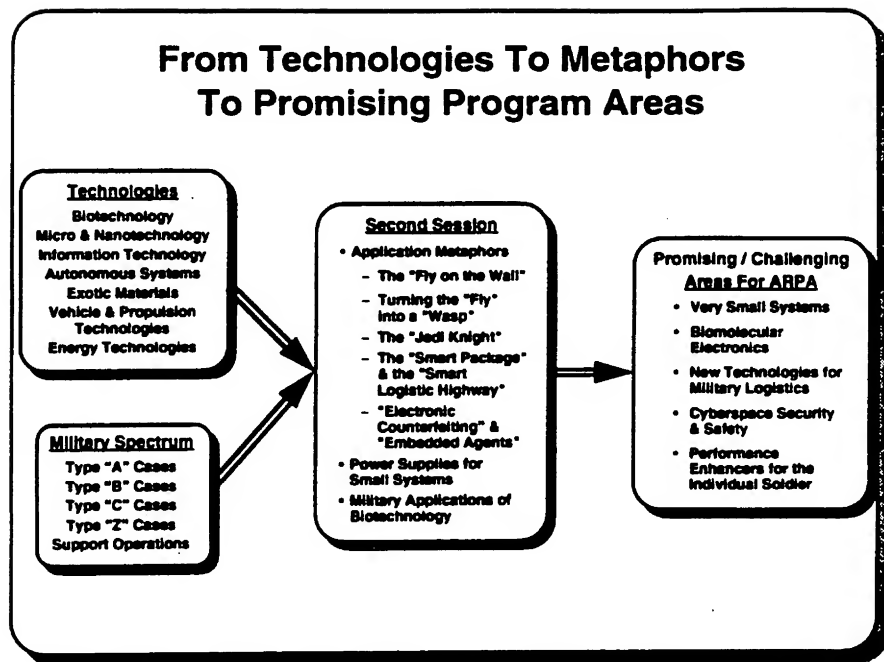 From Technologies To Metaphors
To Promising Program Areas
Technologies
Biotechnology
Micro & Nanotechnology
Information Technology
Autonomous Systems
Exotic Materials
Vehicle & Propulsion
Technologies
Energy Technologies
Military Spectrum
Type "A" Cases
Type "B" Cases
Type "C" Cases
Type "Z" Cases
Support Operations
Second Session
• Application Metaphors
– The "Fly on the Wall"
– Turning the "Fly"
into a "Wasp"
– The "Jedi Knight"
– The "Smart Package"
& the "Smart
Logistic Highway"
– "Electronic
Counterfeiting" &
"Embedded Agents"
• Power Supplies for
Small Systems
• Military Applications of
Biotechnology
Promising / Challenging
Areas For ARPA
• Very Small Systems
• Biomolecular
Electronics
• New Technologies for
Military Logistics
• Cyberspace Security
& Safety
• Performance
Enhancers for the
Individual Soldier